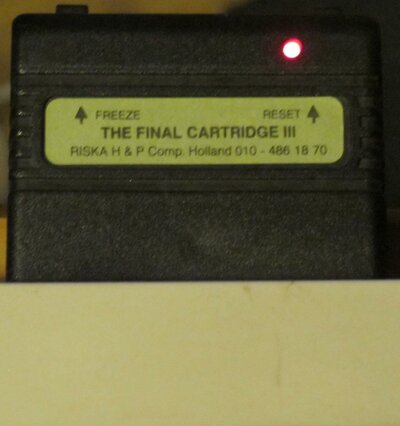 FREEZE RESET
THE FINAL CARTRIDGE III
RISKA H & P Comp. Holland 010 - 486 18 70